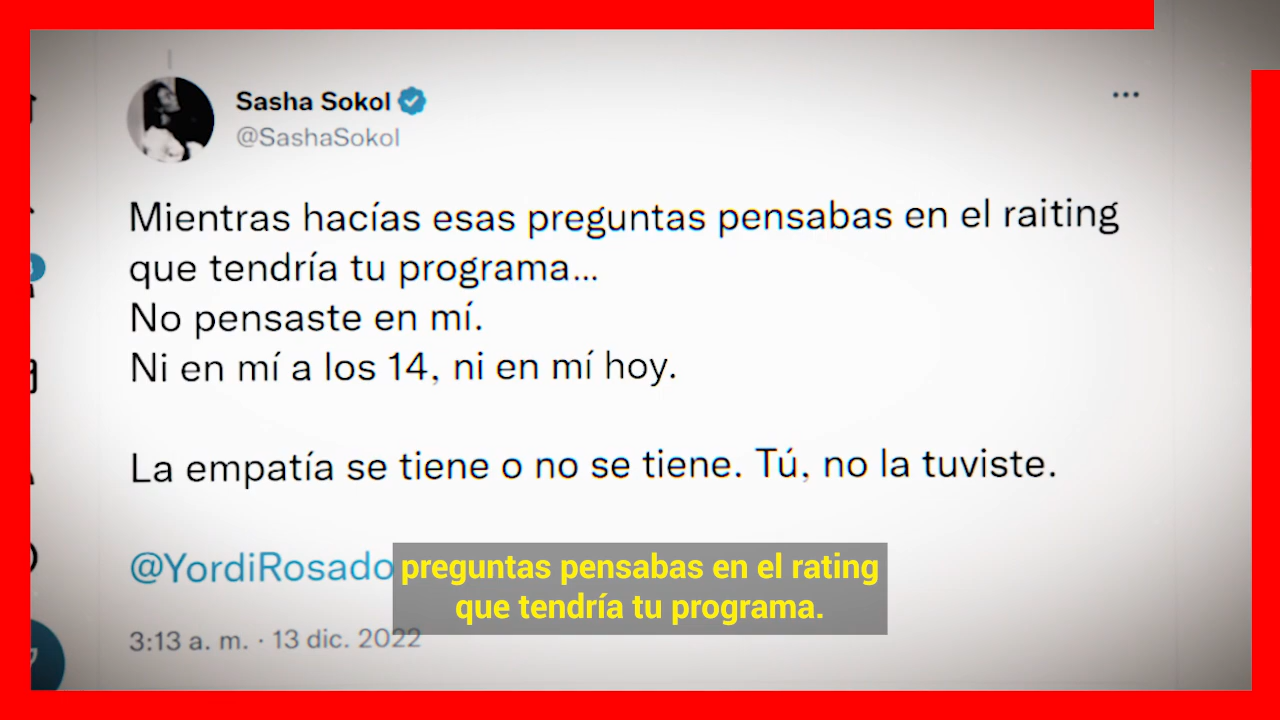 Sasha Sokol
@SashaSokol
Mientras hacías esas preguntas pensabas en el raiting
que tendría tu programa...
No pensaste en mí.
Ni en mí a los 14, ni en mí hoy.
La empatía se tiene o no se tiene. Tú, no la tuviste.
@YordiRosado
preguntas pensabas en el rating
que tendría tu programa.
3:13 a. m. · 13 dic. 2022